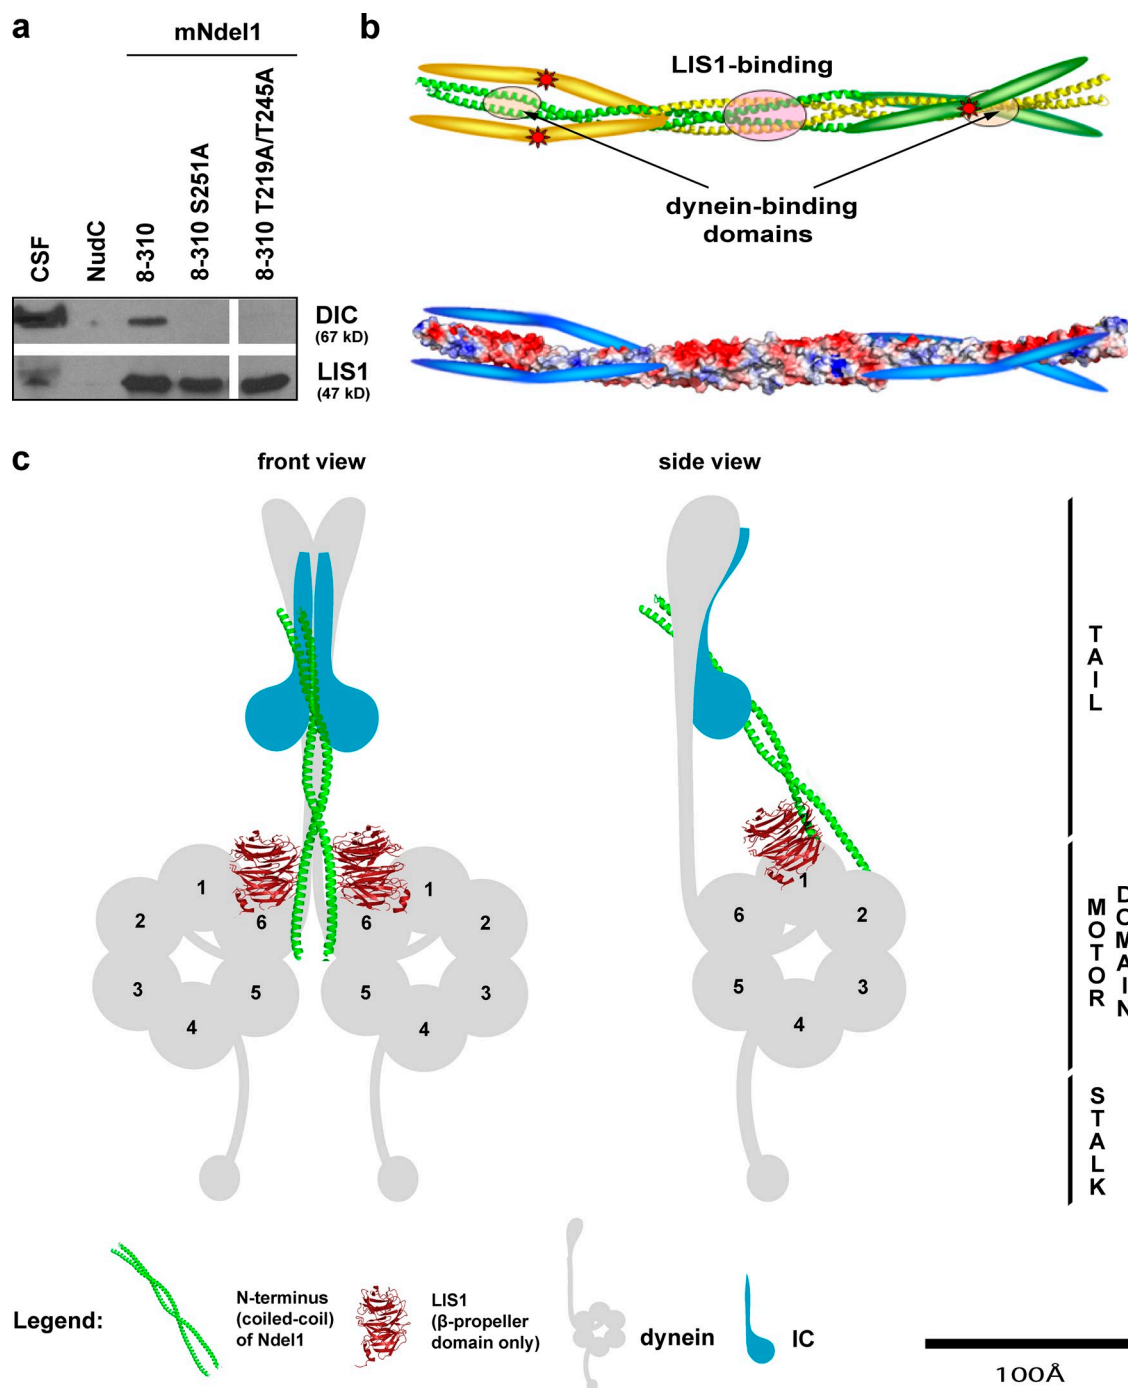 a
mNdel1
CSF
NudC
8-310
8-310 S251A
8-310 T219A/T245A
DIC
(67 kD)
LIS1
(47 kD)
b
LIS1-binding
dynein-binding
domains
c
front view
side view
1
2
3
4
5
6
1
2
3
4
5
6
1
2
3
4
5
6
TAIL
MOTOR
DOMAIN
STALK
Legend:
N-terminus
(coiled-coil)
of Ndel1
LIS1
(β-propeller
domain only)
dynein
IC
100Å